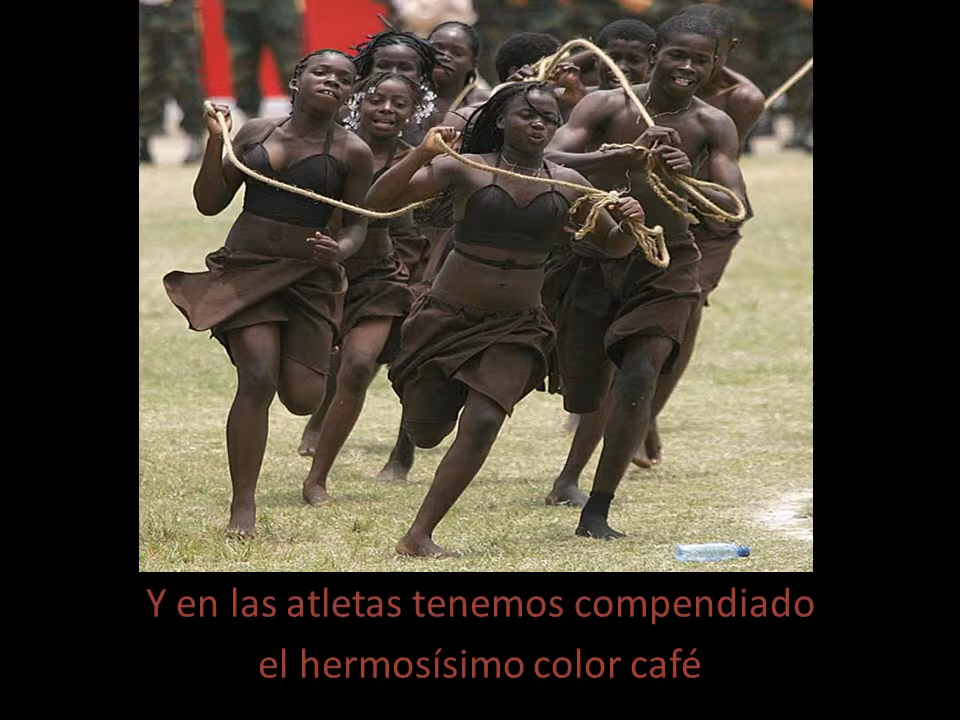 Y en las atletas tenemos compendiado
el hermosísimo color café